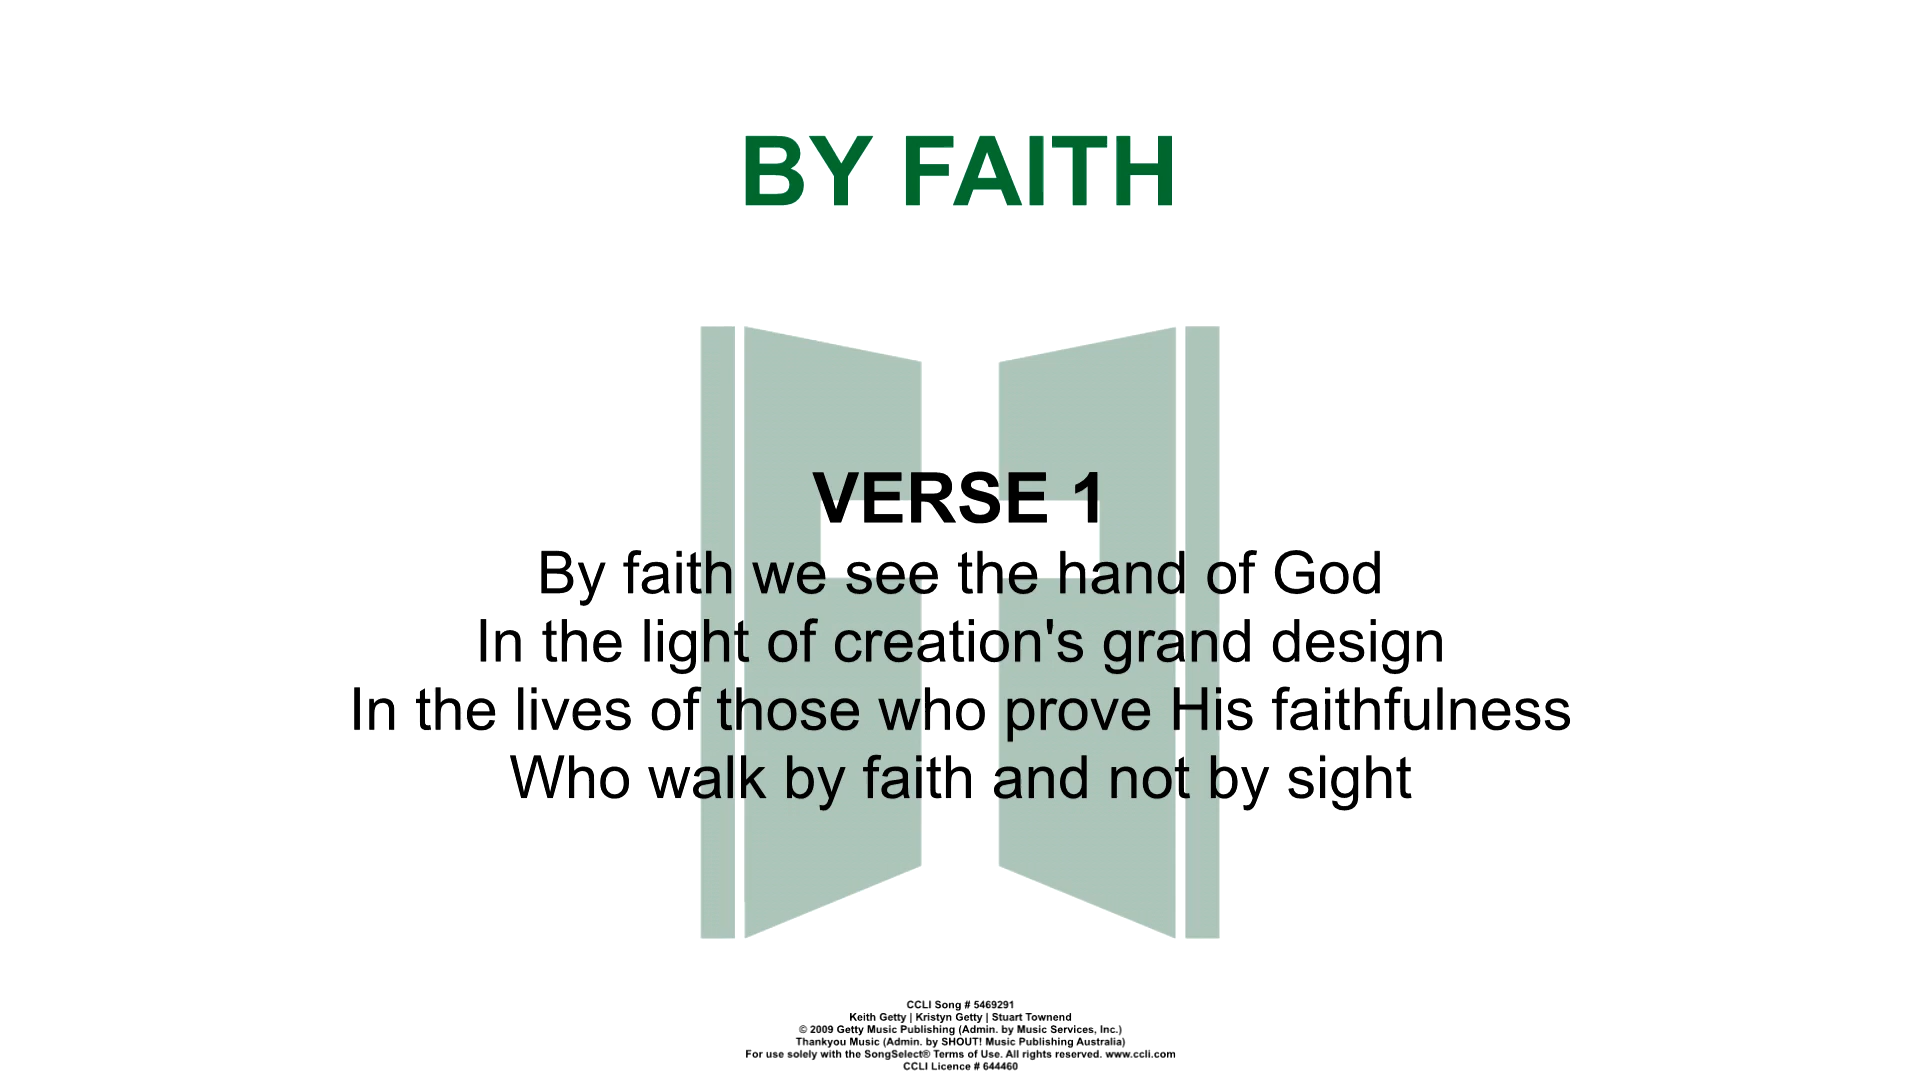 BY FAITH
VERSE 1
By faith we see the hand of God
In the light of creation's grand design
In the lives of those who prove His faithfulness
Who walk by faith and not by sight
CCLI Song # 5469291
Keith Getty | Kristyn Getty | Stuart Townend
© 2009 Getty Music Publishing (Admin. by Music Services, Inc.)
Thankyou Music (Admin. by SHOUT! Music Publishing Australia)
For use solely with the SongSelect® Terms of Use. All rights reserved. www.ccli.com
CCLI Licence # 644460